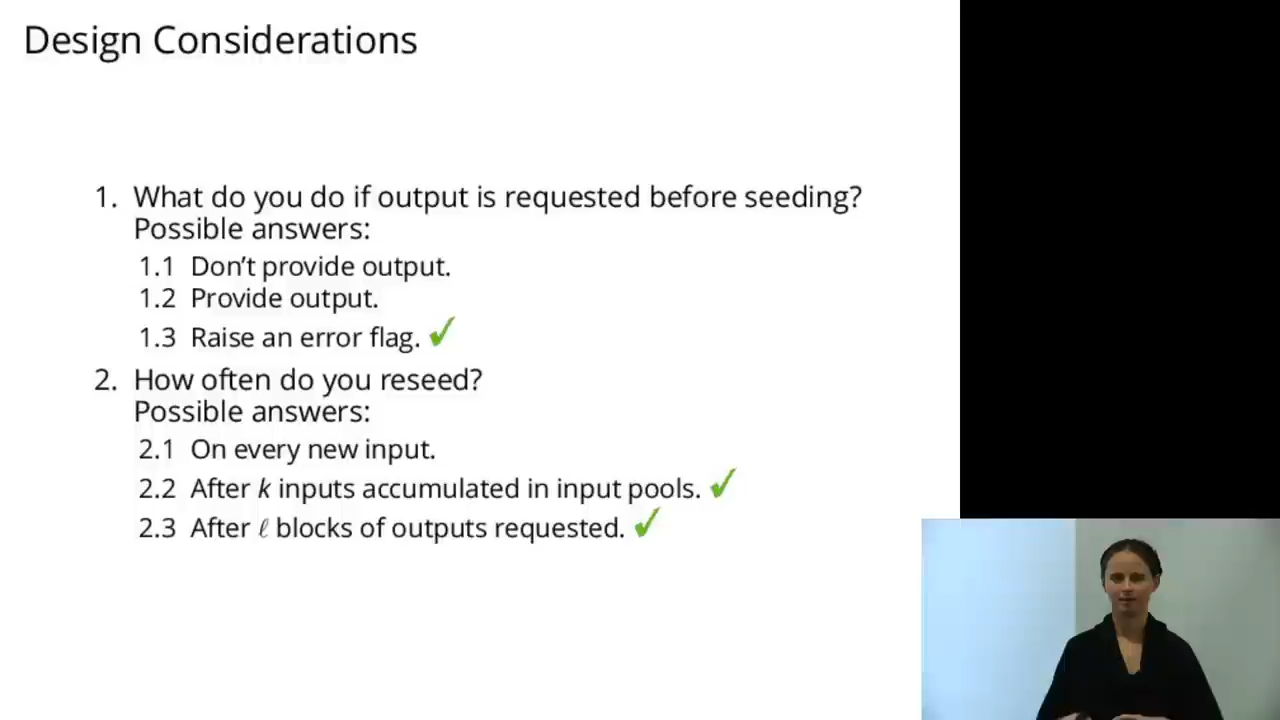 Design Considerations
1. What do you do if output is requested before seeding?
Possible answers:
1.1 Don't provide output.
1.2 Provide output.
1.3 Raise an error flag. ✓
2. How often do you reseed?
Possible answers:
2.1 On every new input.
2.2 After k inputs accumulated in input pools. ✓
2.3 After ℓ blocks of outputs requested. ✓